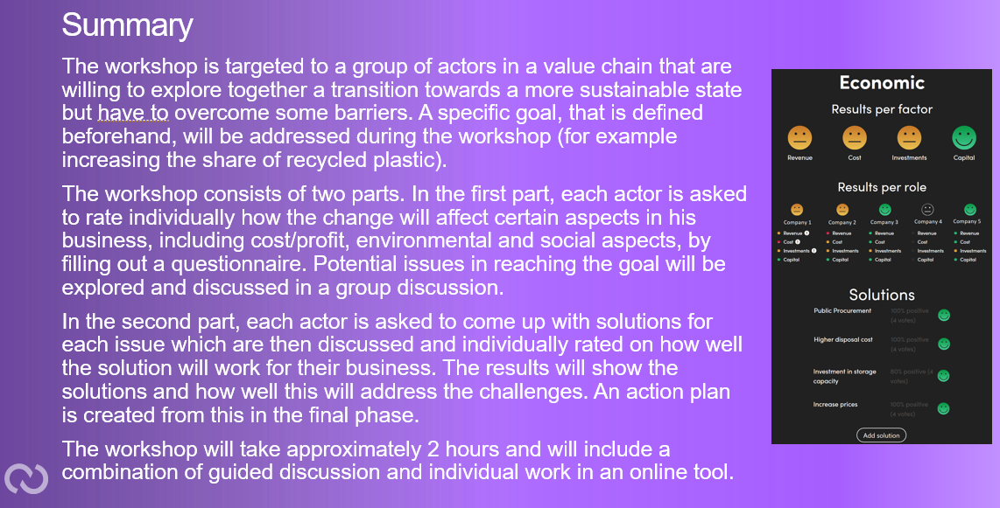 Summary
The workshop is targeted to a group of actors in a value chain that are
willing to explore together a transition towards a more sustainable state
but have to overcome some barriers. A specific goal, that is defined
beforehand, will be addressed during the workshop (for example
increasing the share of recycled plastic).
The workshop consists of two parts. In the first part, each actor is asked
to rate individually how the change will affect certain aspects in his
business, including cost/profit, environmental and social aspects, by
filling out a questionnaire. Potential issues in reaching the goal will be
explored and discussed in a group discussion.
In the second part, each actor is asked to come up with solutions for
each issue which are then discussed and individually rated on how well
the solution will work for their business. The results will show the
solutions and how well this will address the challenges. An action plan
is created from this in the final phase.
The workshop will take approximately 2 hours and will include a
combination of guided discussion and individual work in an online tool.
Economic
Results per factor
Revenue Cost Investments Capital
Results per role
Company 1 Company 2 Company 3 Company 4 Company 5
Revenue Revenue Revenue Revenue Revenue
Cost Cost Cost Cost Cost
Investments Investments Investments Investments Investments
Capital Capital Capital Capital Capital
Solutions
Public Procurement 100% positive
(4 votes)
Higher disposal cost 100% positive
(4 votes)
Investment in storage 80% positive (4
capacity votes)
Increase prices 100% positive
(4 votes)
Add solution